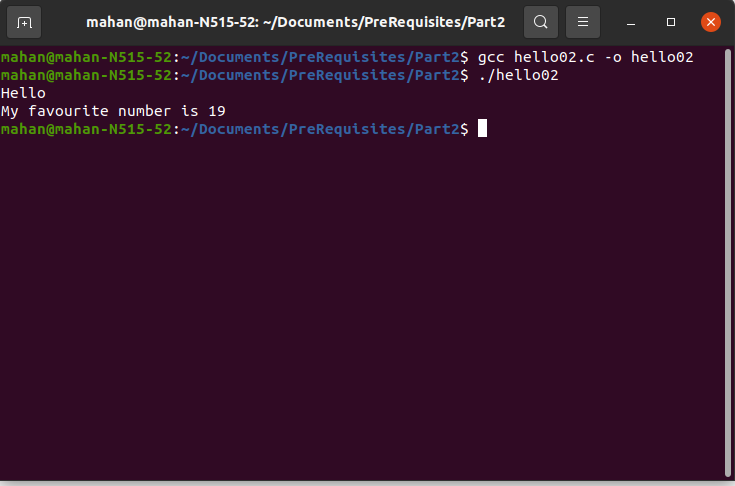 mahan@mahan-N515-52: ~/Documents/PreRequisites/Part2
mahan@mahan-N515-52:~/Documents/PreRequisites/Part2$ gcc hello02.c -o hello02
mahan@mahan-N515-52:~/Documents/PreRequisites/Part2$ ./hello02
Hello
My favourite number is 19
mahan@mahan-N515-52:~/Documents/PreRequisites/Part2$